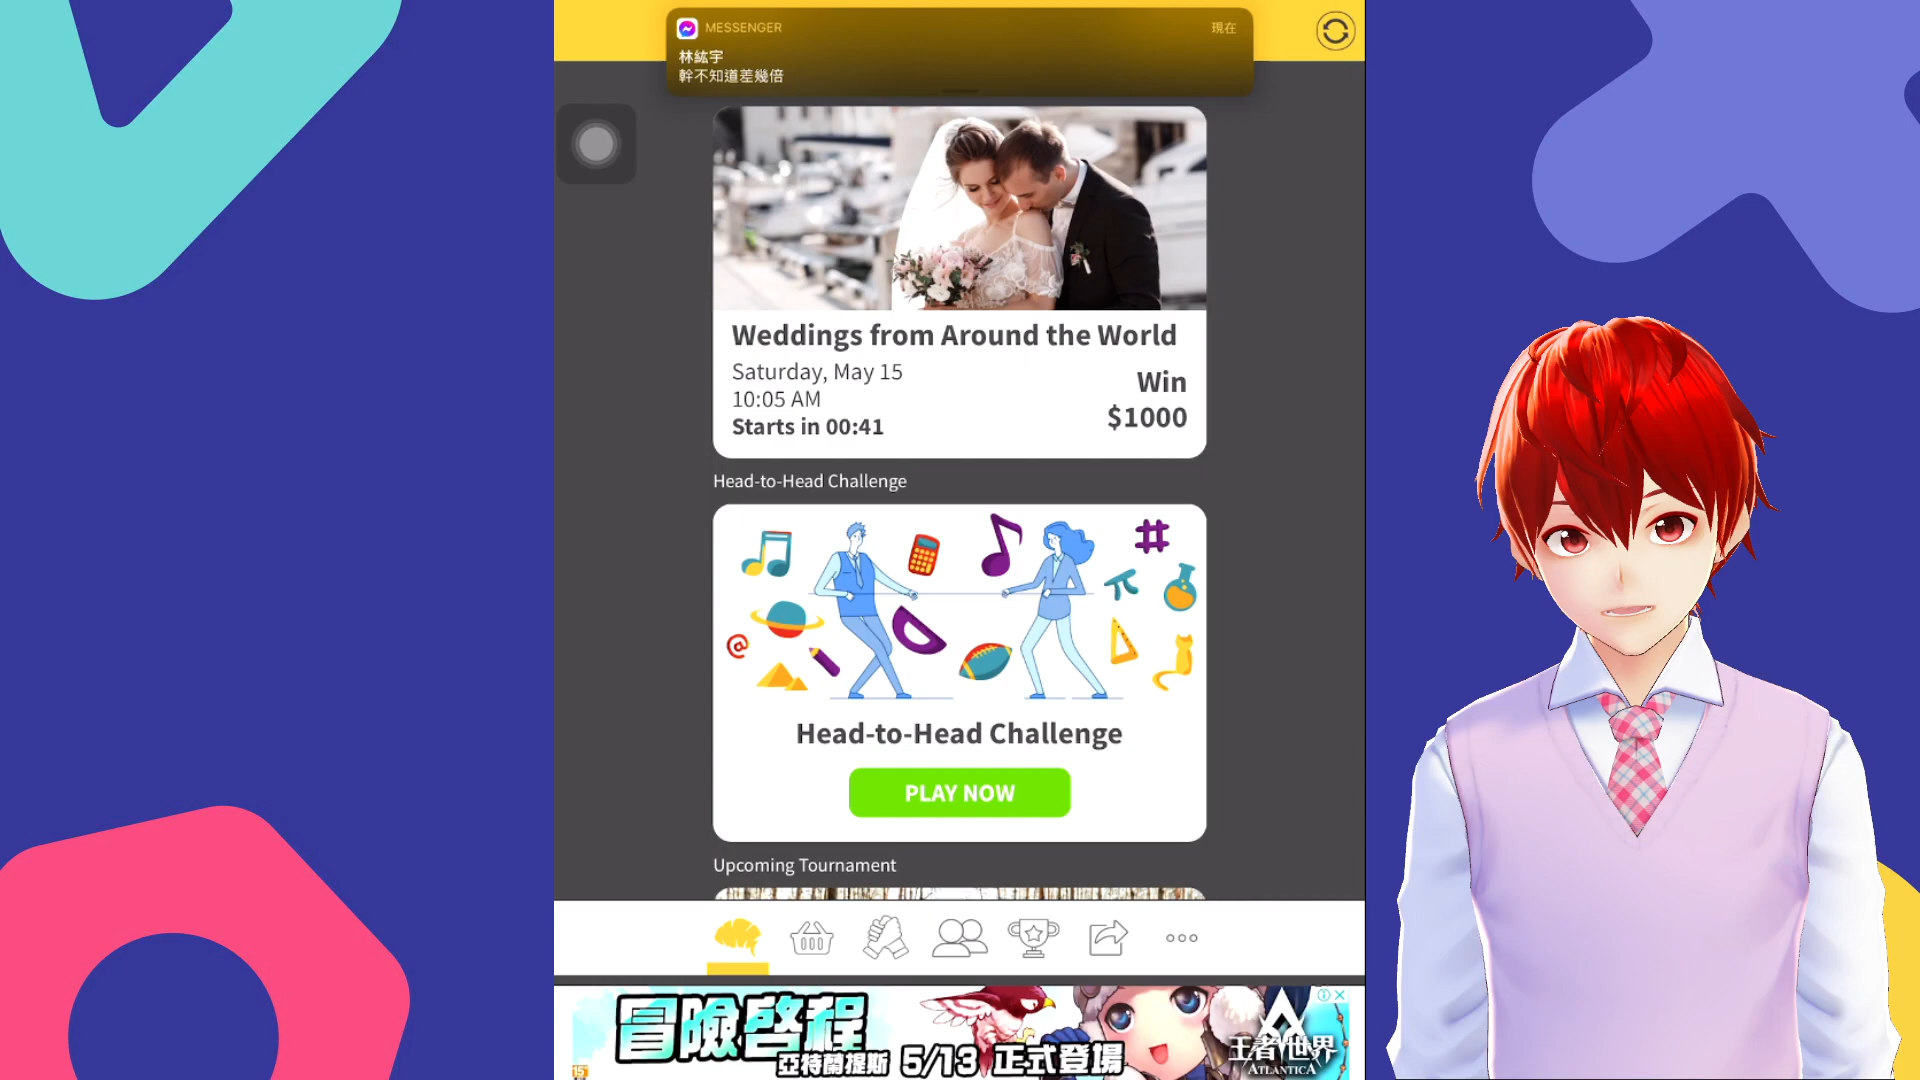 MESSENGER
現在
林紘宇
幹不知道差幾倍
Weddings from Around the World
Saturday, May 15
10:05 AM
Starts in 00:41
Win
$1000
Head-to-Head Challenge
@
#
π
Head-to-Head Challenge
PLAY NOW
Upcoming Tournament
冒險啓程
亞特蘭提斯 5/13 正式登場
王者世界
ATLANTICA
15+